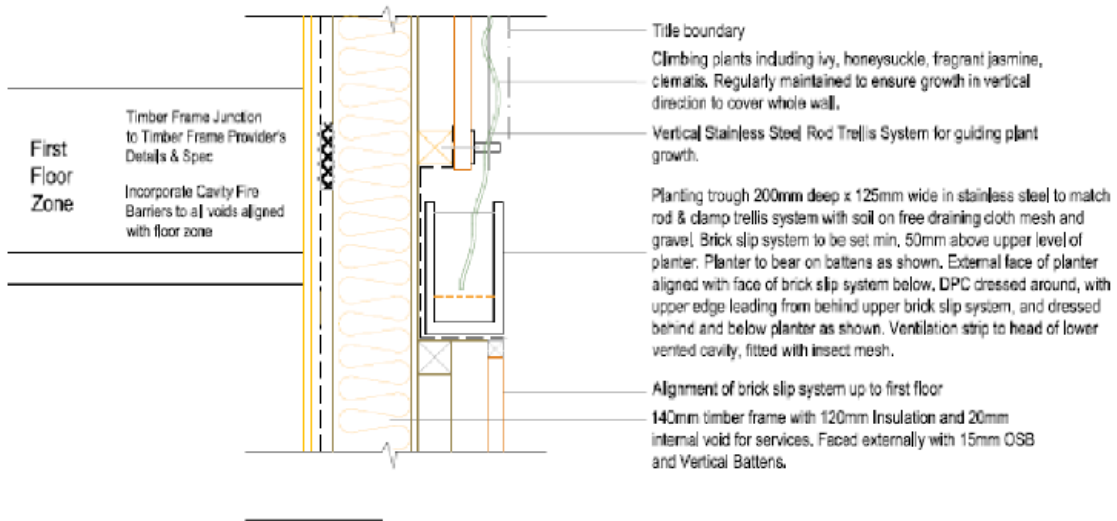 First
Floor
Zone
Timber Frame Junction
to Timber Frame Provider's
Details & Spec
Incorporate Cavity Fire
Barriers to all voids aligned
with floor zone
Title boundary
Climbing plants including ivy, honeysuckle, fragrant jasmine,
clematis. Regularly maintained to ensure growth in vertical
direction to cover whole wall.
Vertical Stainless Steel Rod Trellis System for guiding plant
growth.
Planting trough 200mm deep x 125mm wide in stainless steel to match
rod & clamp trellis system with soil on free draining cloth mesh and
gravel. Brick slip system to be set min. 50mm above upper level of
planter. Planter to bear on battens as shown. External face of planter
aligned with face of brick slip system below. DPC dressed around, with
upper edge leading from behind upper brick slip system, and dressed
behind and below planter as shown. Ventilation strip to head of lower
vented cavity, fitted with insect mesh.
Alignment of brick slip system up to first floor
140mm timber frame with 120mm Insulation and 20mm
internal void for services. Faced externally with 15mm OSB
and Vertical Battens.